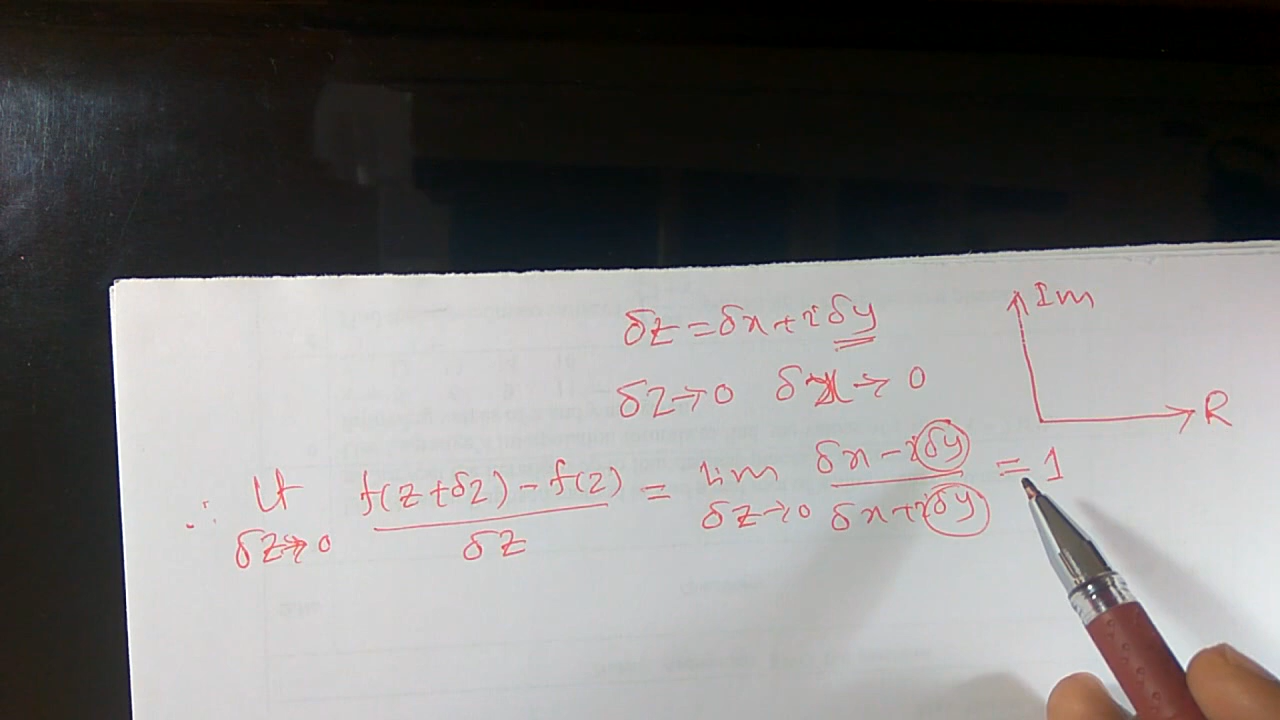 δz = δx + iδy
Im
δz → 0 δx → 0
R
∴ lt δz → 0 f(z + δz) − f(z) / δz = lim δz → 0 δx − iδy / δx + iδy = 1